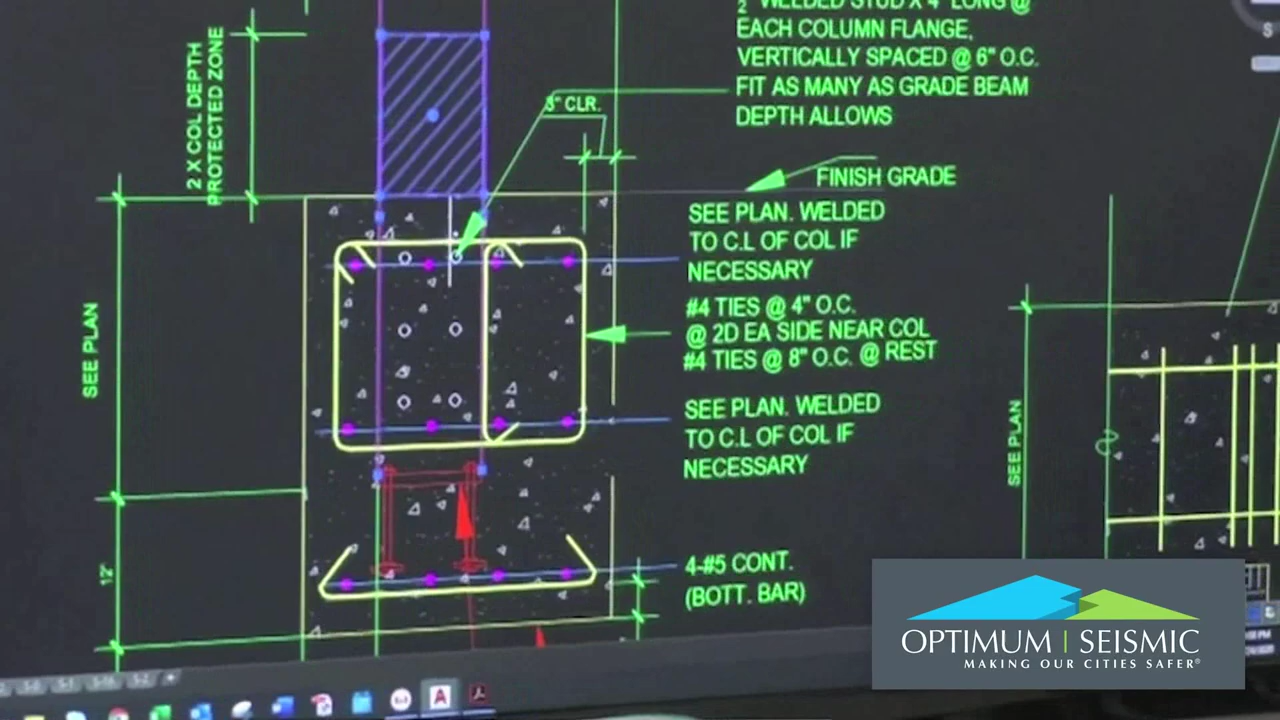 WELDED STUD X 4" LONG @
EACH COLUMN FLANGE,
VERTICALLY SPACED @ 6" O.C.
FIT AS MANY AS GRADE BEAM
DEPTH ALLOWS
2 X COL DEPTH
PROTECTED ZONE
3" CLR.
FINISH GRADE
SEE PLAN. WELDED
TO C.L OF COL IF
NECESSARY
#4 TIES @ 4" O.C.
@ 2D EA SIDE NEAR COL
#4 TIES @ 8" O.C. @ REST
SEE PLAN
SEE PLAN. WELDED
TO C.L OF COL IF
NECESSARY
SEE PLAN
12"
4-#5 CONT.
(BOTT. BAR)
OPTIMUM | SEISMIC
MAKING OUR CITIES SAFER®